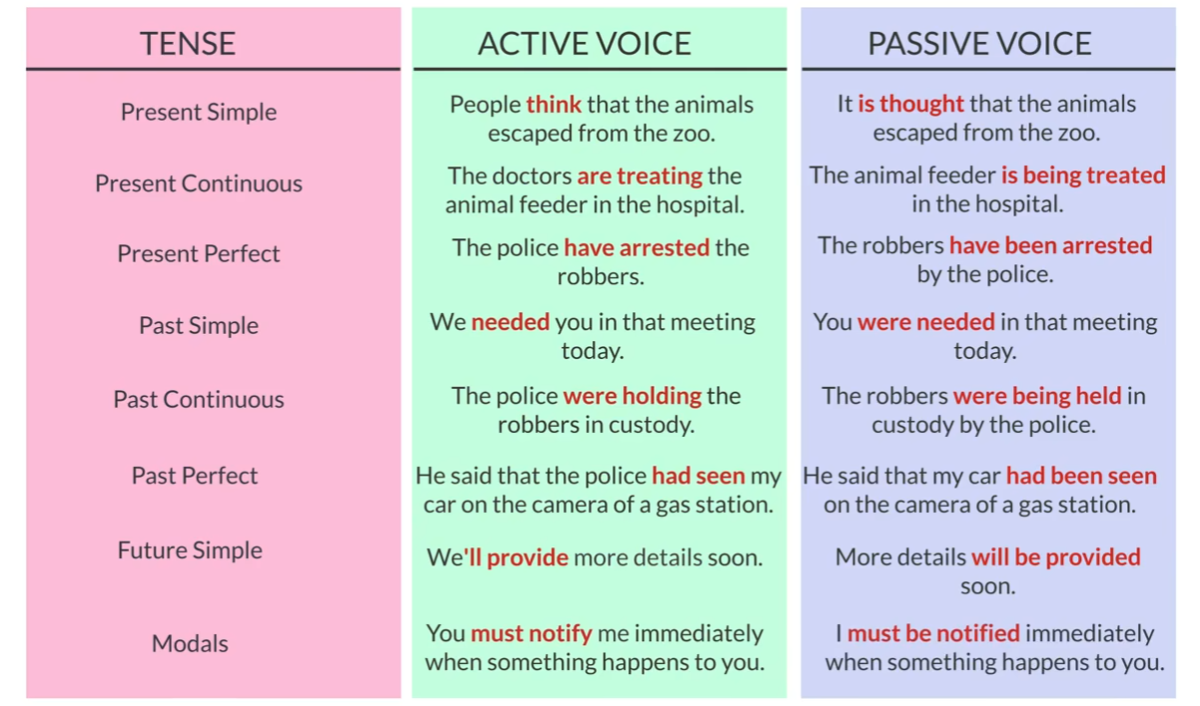 TENSE
ACTIVE VOICE
PASSIVE VOICE
Present Simple
People think that the animals
escaped from the zoo.
It is thought that the animals
escaped from the zoo.
Present Continuous
The doctors are treating the
animal feeder in the hospital.
The animal feeder is being treated
in the hospital.
Present Perfect
The police have arrested the
robbers.
The robbers have been arrested
by the police.
Past Simple
We needed you in that meeting
today.
You were needed in that meeting
today.
Past Continuous
The police were holding the
robbers in custody.
The robbers were being held in
custody by the police.
Past Perfect
He said that the police had seen my
car on the camera of a gas station.
He said that my car had been seen
on the camera of a gas station.
Future Simple
We'll provide more details soon.
More details will be provided
soon.
Modals
You must notify me immediately
when something happens to you.
I must be notified immediately
when something happens to you.